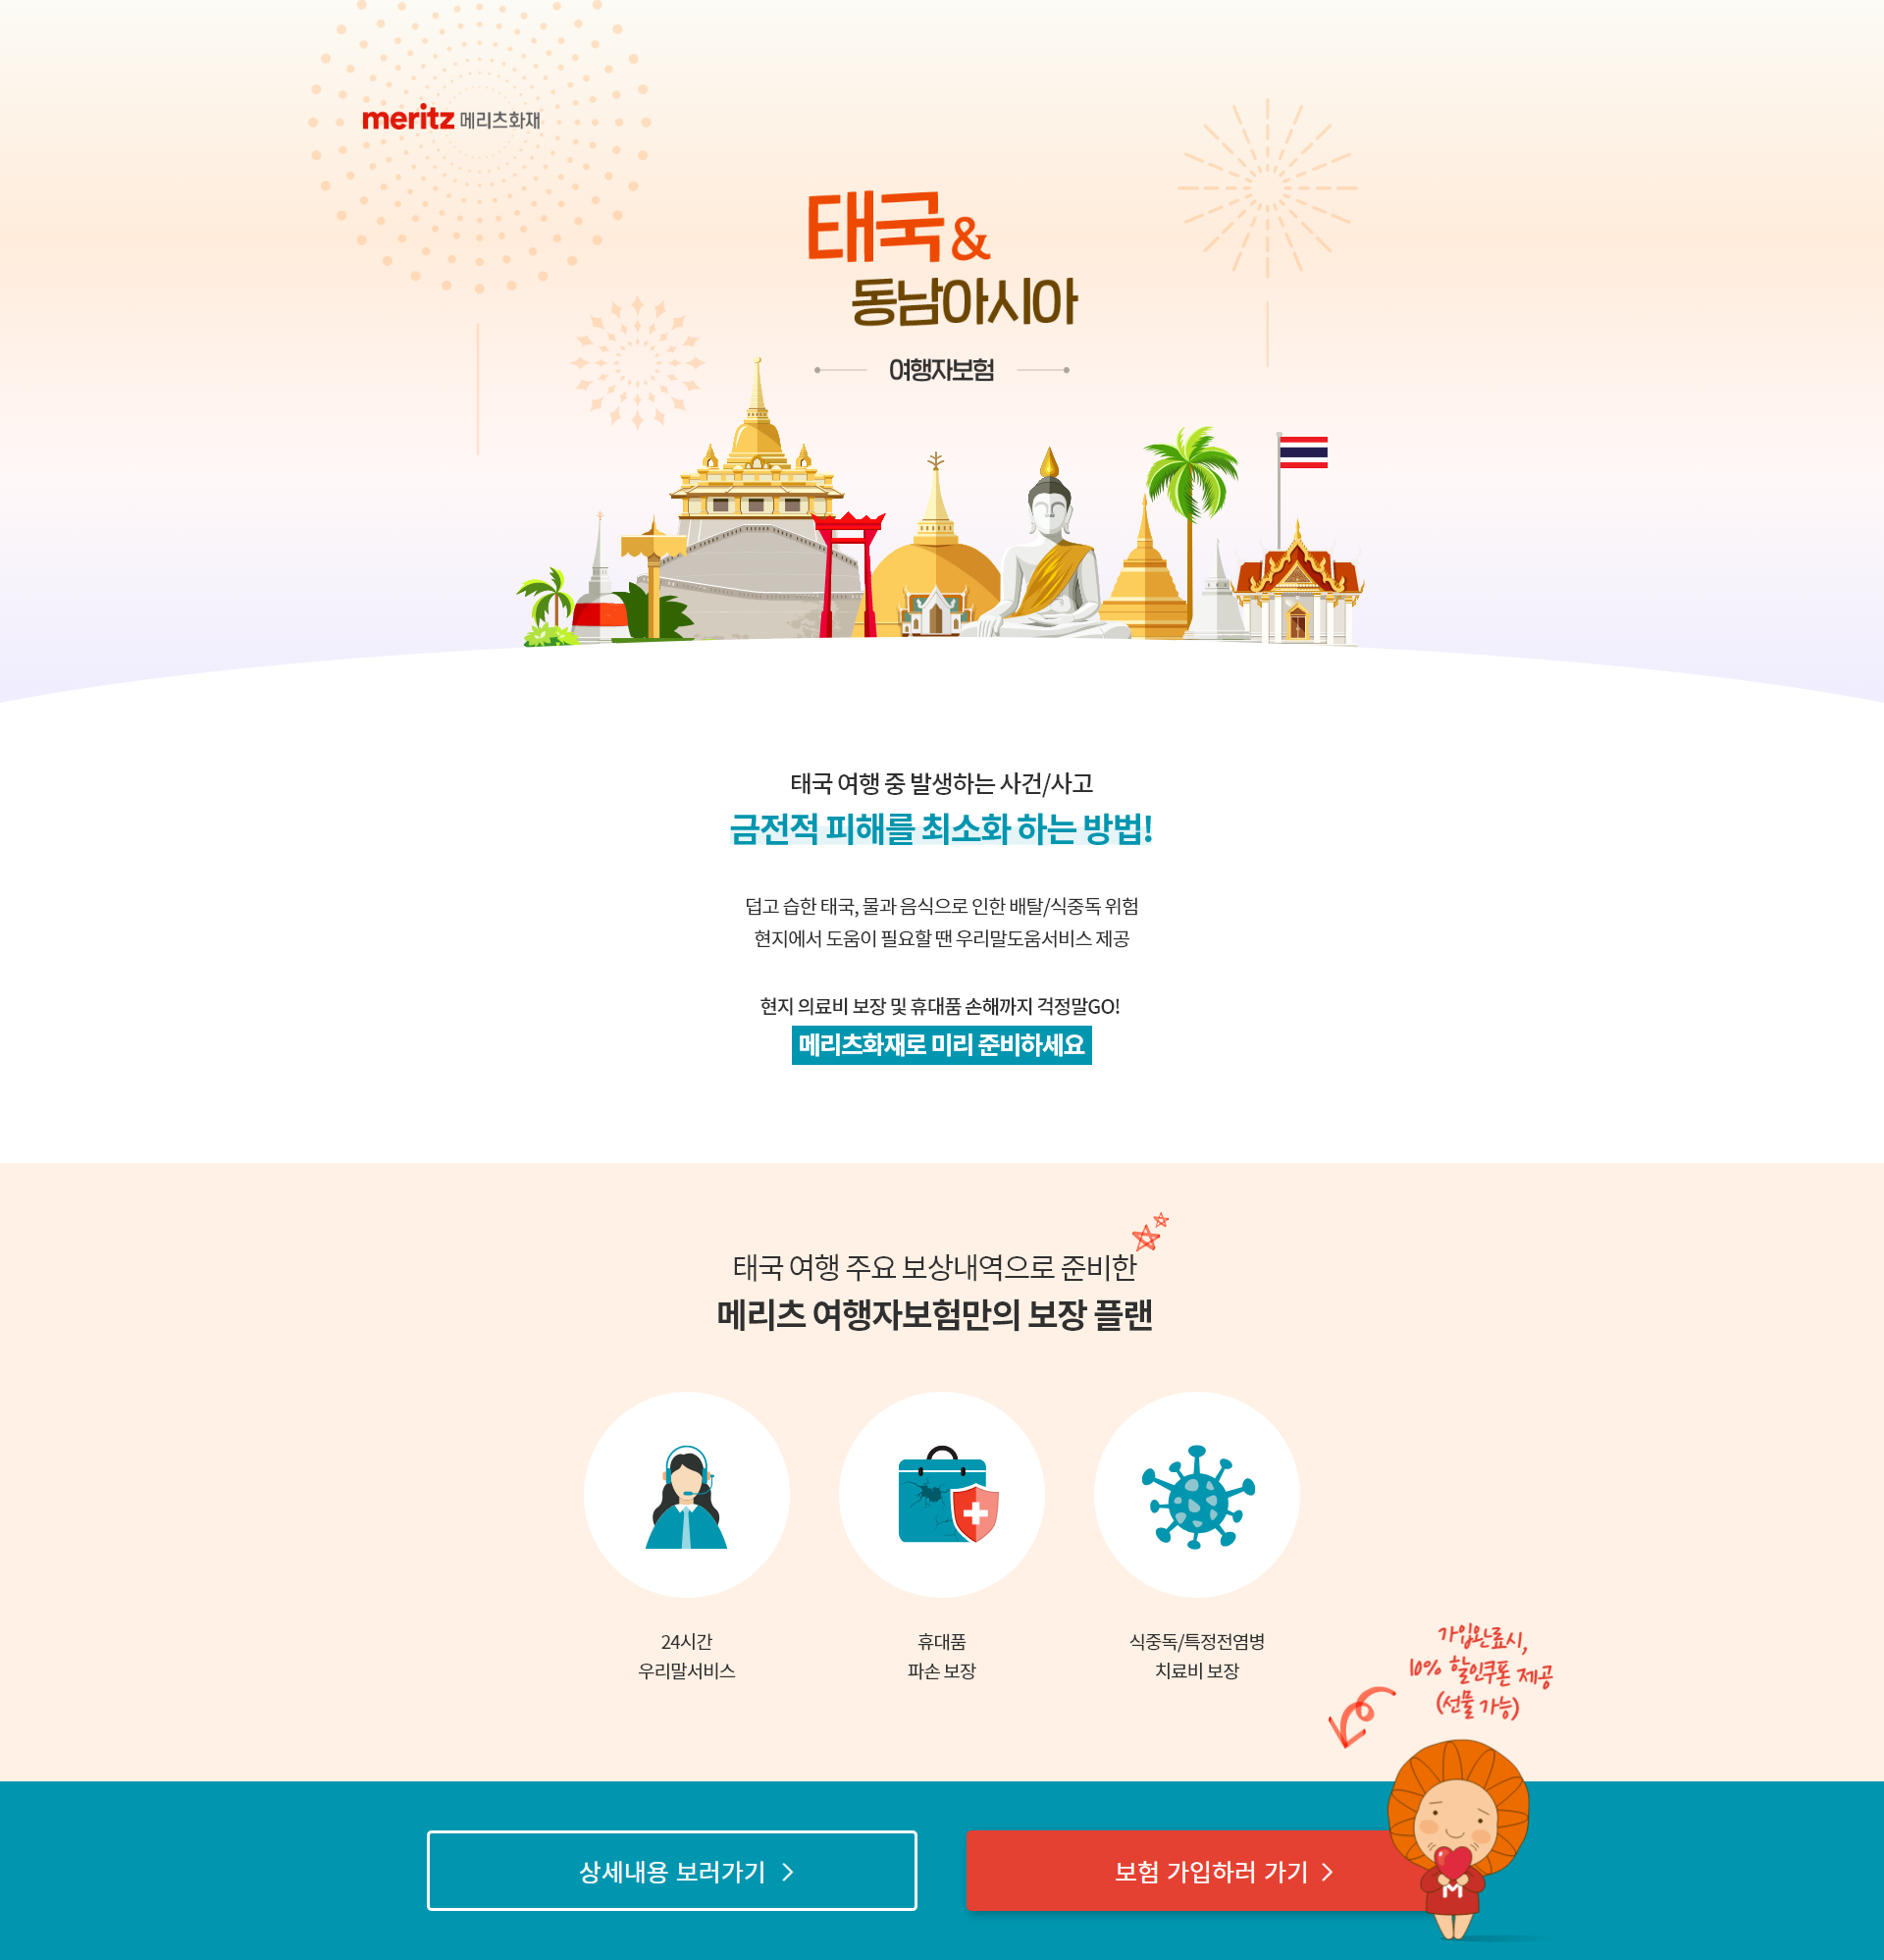 meritz 메리츠화재
태국 &
동남아시아
여행자보험
태국 여행 중 발생하는 사건/사고
금전적 피해를 최소화 하는 방법!
덥고 습한 태국, 물과 음식으로 인한 배탈/식중독 위험
현지에서 도움이 필요할 땐 우리말도움서비스 제공
현지 의료비 보장 및 휴대품 손해까지 걱정말GO!
메리츠화재로 미리 준비하세요
태국 여행 주요 보상내역으로 준비한
메리츠 여행자보험만의 보장 플랜
24시간
우리말서비스
휴대품
파손 보장
식중독/특정전염병
치료비 보장
가입완료시,
10% 할인쿠폰 제공
(선물 가능)
상세내용 보러가기
보험 가입하러 가기
M